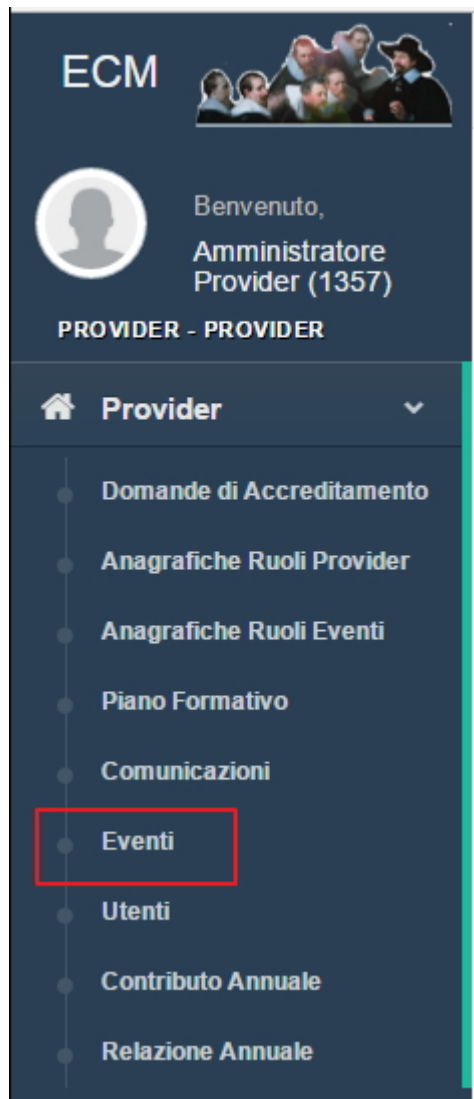 ECM
Benvenuto,
Amministratore
Provider (1357)
PROVIDER - PROVIDER
Provider
Domande di Accreditamento
Anagrafiche Ruoli Provider
Anagrafiche Ruoli Eventi
Piano Formativo
Comunicazioni
Eventi
Utenti
Contributo Annuale
Relazione Annuale